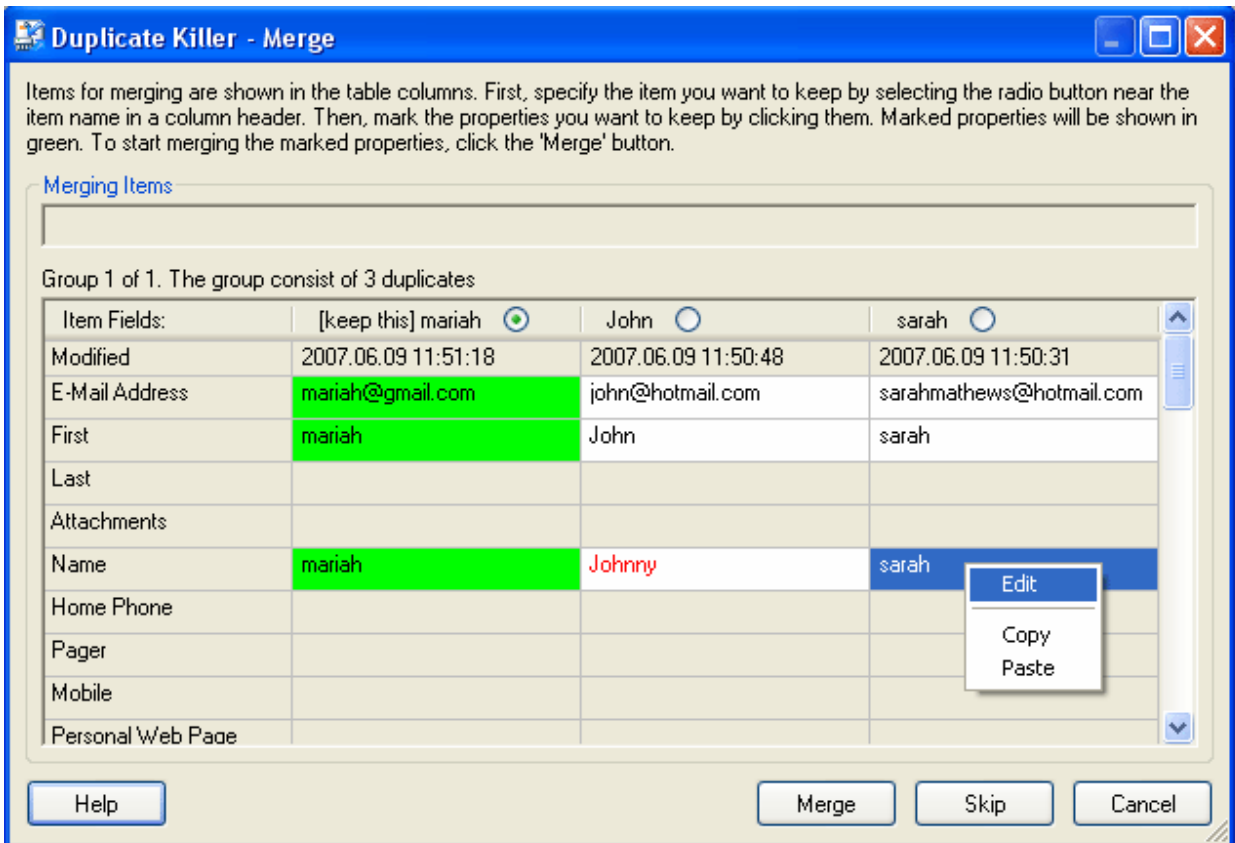 Duplicate Killer - Merge
Items for merging are shown in the table columns. First, specify the item you want to keep by selecting the radio button near the
item name in a column header. Then, mark the properties you want to keep by clicking them. Marked properties will be shown in
green. To start merging the marked properties, click the 'Merge' button.
Merging Items
Group 1 of 1. The group consist of 3 duplicates
Item Fields: [keep this] mariah John sarah
Modified 2007.06.09 11:51:18 2007.06.09 11:50:48 2007.06.09 11:50:31
E-Mail Address mariah@gmail.com john@hotmail.com sarahmathews@hotmail.com
First mariah John sarah
Last
Attachments
Name mariah Johnny sarah
Edit
Home Phone
Copy
Pager
Paste
Mobile
Personal Web Page
Help Merge Skip Cancel